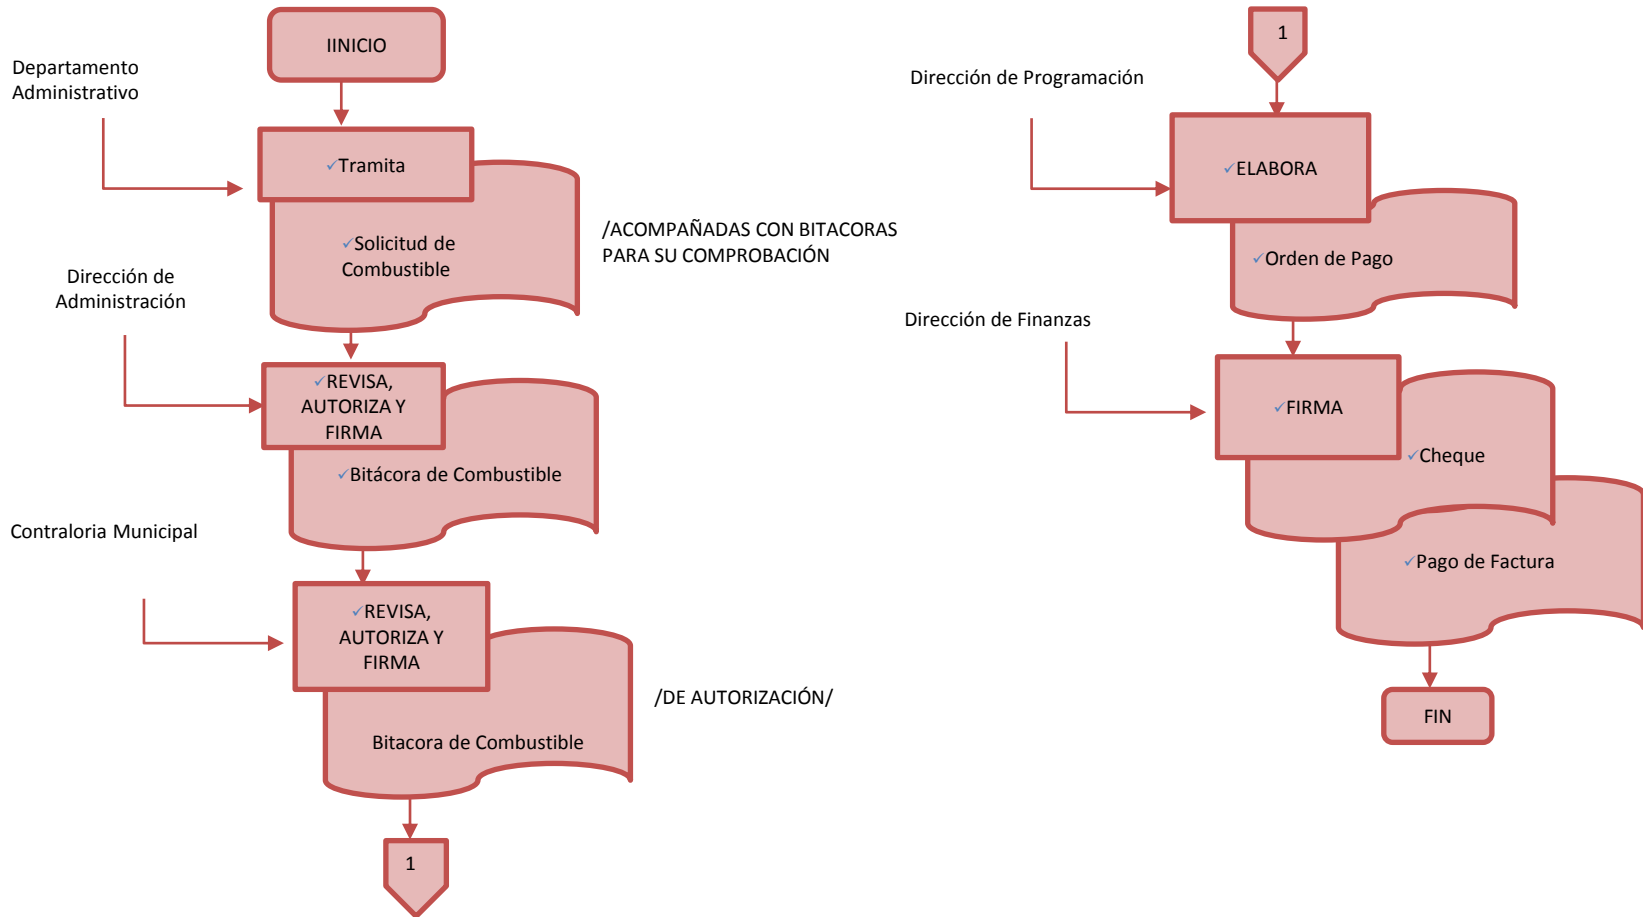 IINICIO
Departamento
Administrativo
✓Tramita
✓Solicitud de
Combustible
/ACOMPAÑADAS CON BITACORAS
PARA SU COMPROBACIÓN
Dirección de
Administración
✓REVISA,
AUTORIZA Y
FIRMA
✓Bitácora de Combustible
Contraloria Municipal
✓REVISA,
AUTORIZA Y
FIRMA
/DE AUTORIZACIÓN/
Bitacora de Combustible
1
1
Dirección de Programación
✓ELABORA
✓Orden de Pago
Dirección de Finanzas
✓FIRMA
✓Cheque
✓Pago de Factura
FIN